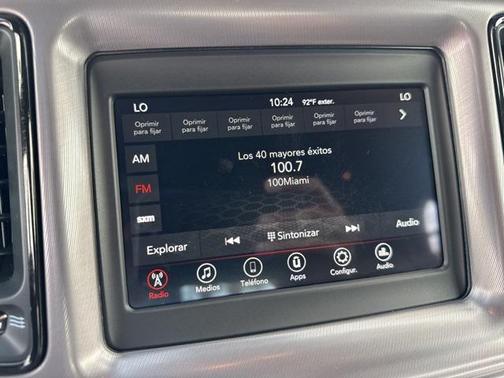 LO 10:24 92°F exter. LO
Oprimir para fijar Oprimir para fijar Oprimir para fijar Oprimir para fijar Oprimir para fijar Oprimir para fijar
AM
Los 40 mayores éxitos
100.7
FM
100Miami
sxm
Explorar Sintonizar Audio
Radio Medios Teléfono Apps Configur. Audio